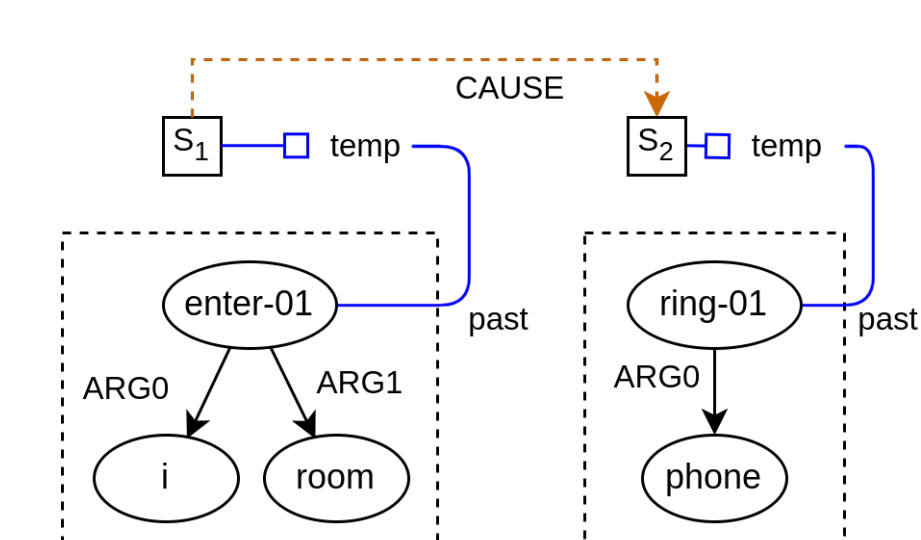 CAUSE
S1 temp S2 temp
enter-01 ring-01
past past
ARG0 ARG1 ARG0
i room phone